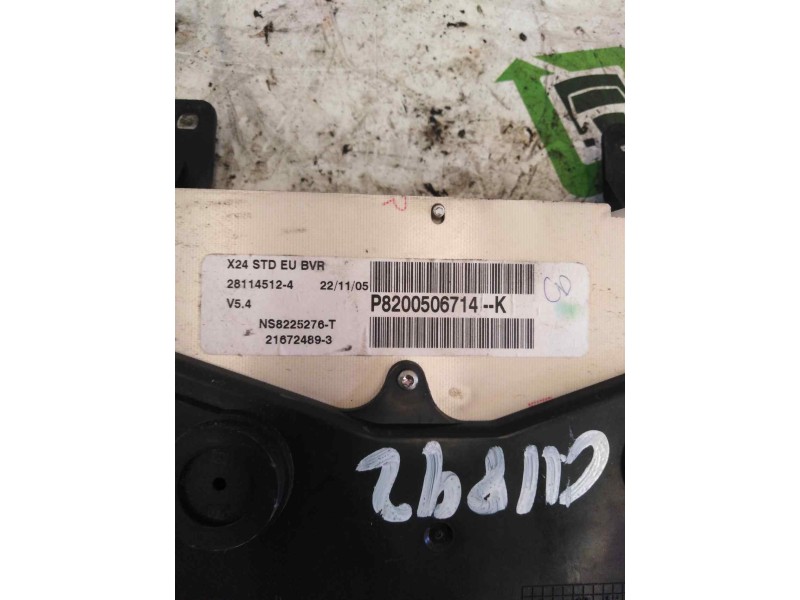 X24 STD EU BVR
28114512-4 22/11/05
V5.4
P8200506714--K
NS8225276-T
21672489-3